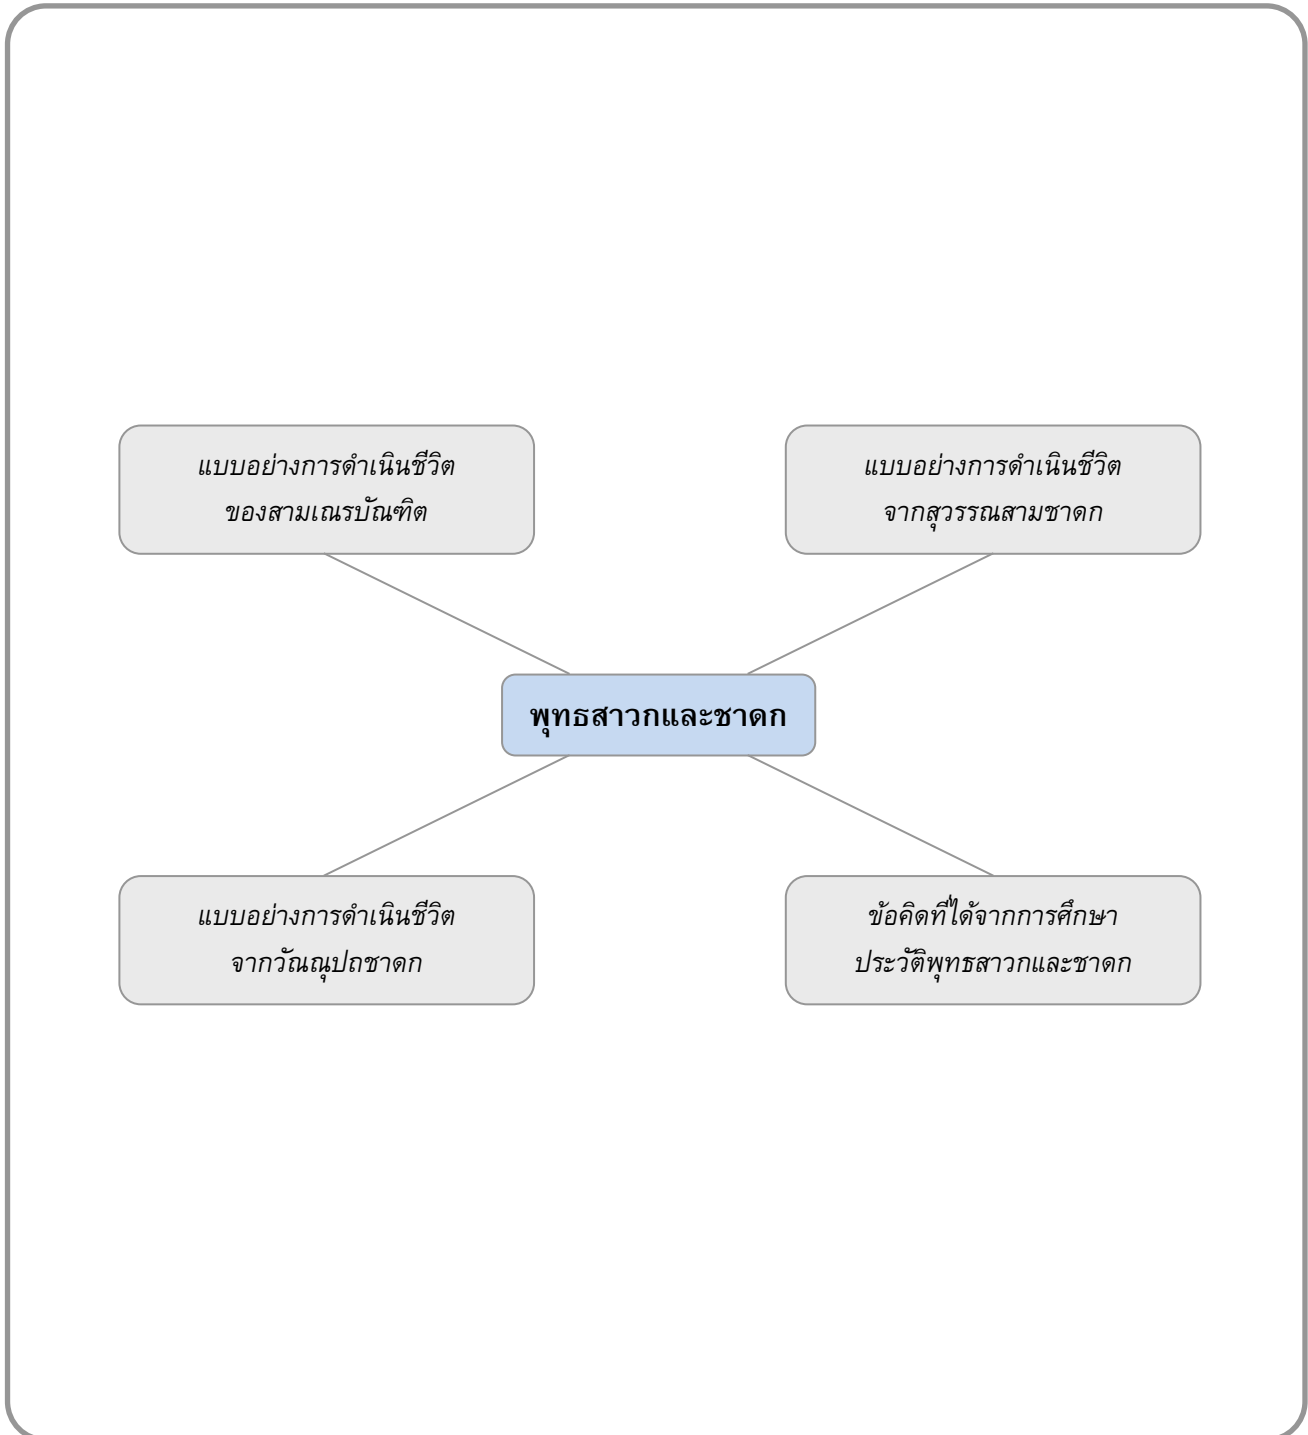 แบบอย่างการดำเนินชีวิต
ของสามเณรบัณฑิต
แบบอย่างการดำเนินชีวิต
จากสุวรรณสามชาดก
พุทธสาวกและชาดก
แบบอย่างการดำเนินชีวิต
จากวัณณุปถชาดก
ข้อคิดที่ได้จากการศึกษา
ประวัติพุทธสาวกและชาดก